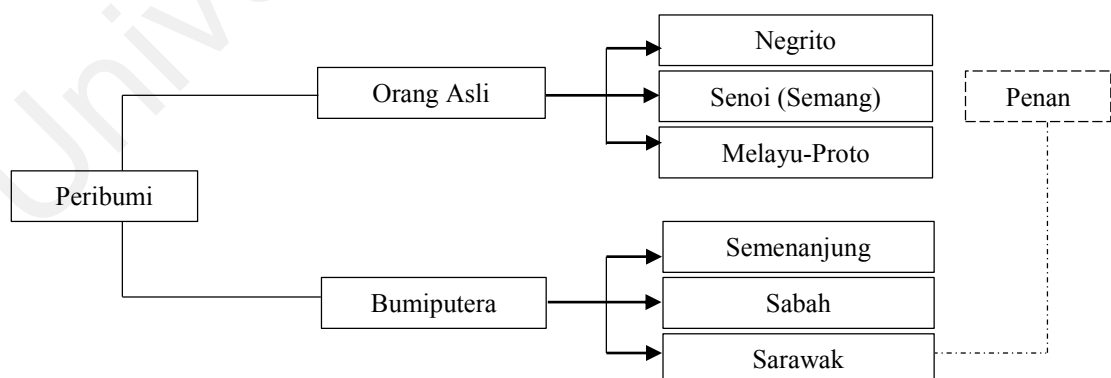 Negrito
Orang Asli
Senoi (Semang)
Penan
Melayu-Proto
Peribumi
Semenanjung
Bumiputera
Sabah
Sarawak